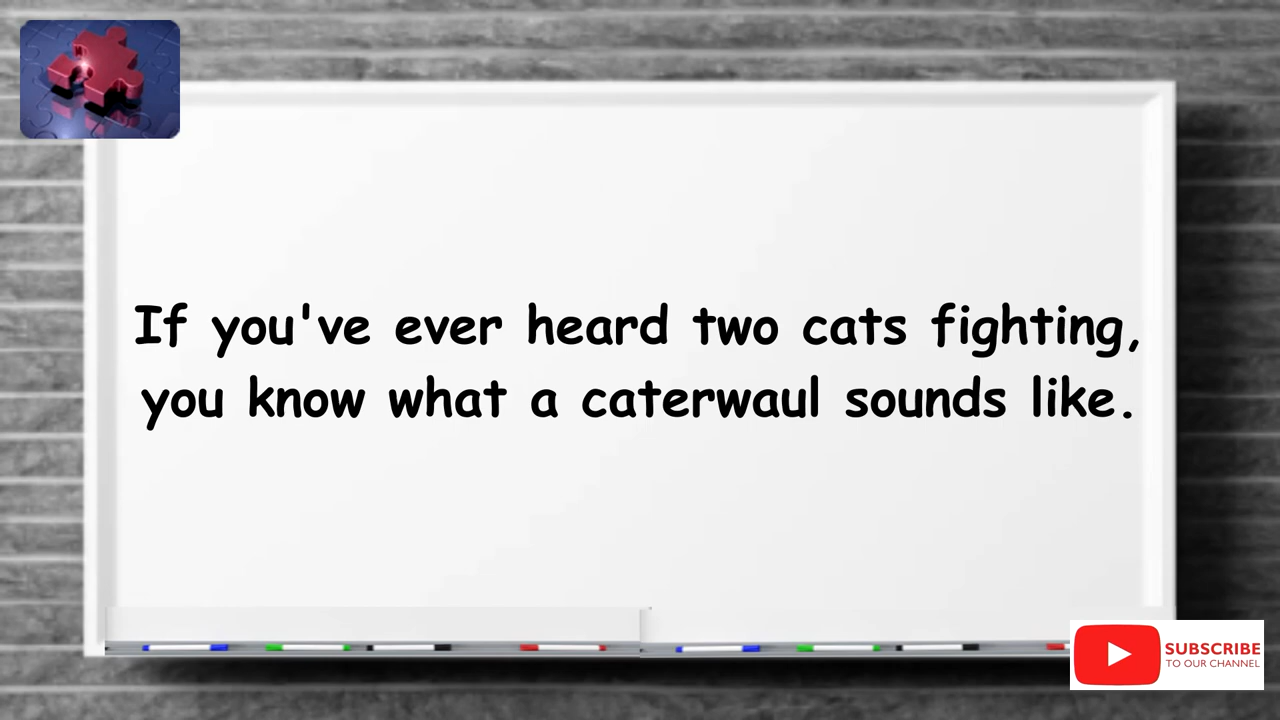 If you've ever heard two cats fighting,
you know what a caterwaul sounds like.
SUBSCRIBE
TO OUR CHANNEL